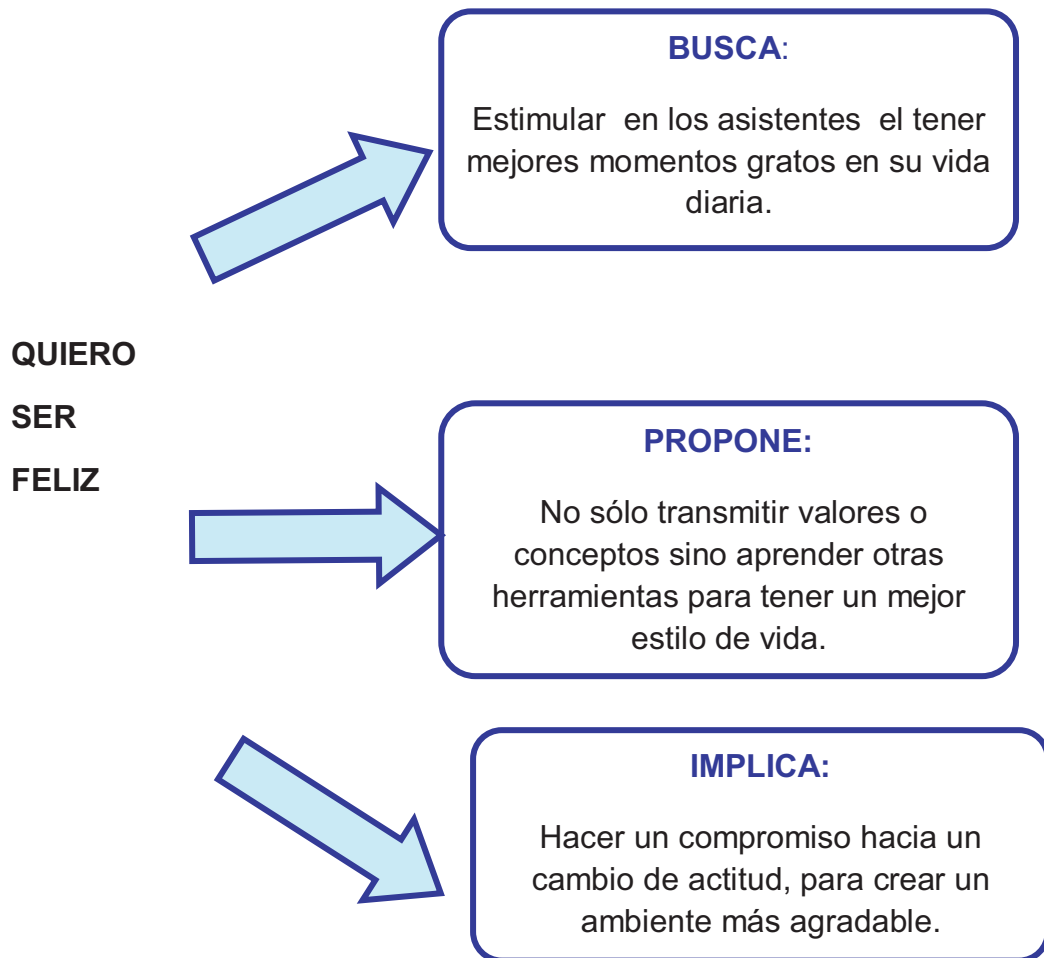 BUSCA:
Estimular en los asistentes el tener
mejores momentos gratos en su vida
diaria.
QUIERO
SER
FELIZ
PROPONE:
No sólo transmitir valores o
conceptos sino aprender otras
herramientas para tener un mejor
estilo de vida.
IMPLICA:
Hacer un compromiso hacia un
cambio de actitud, para crear un
ambiente más agradable.